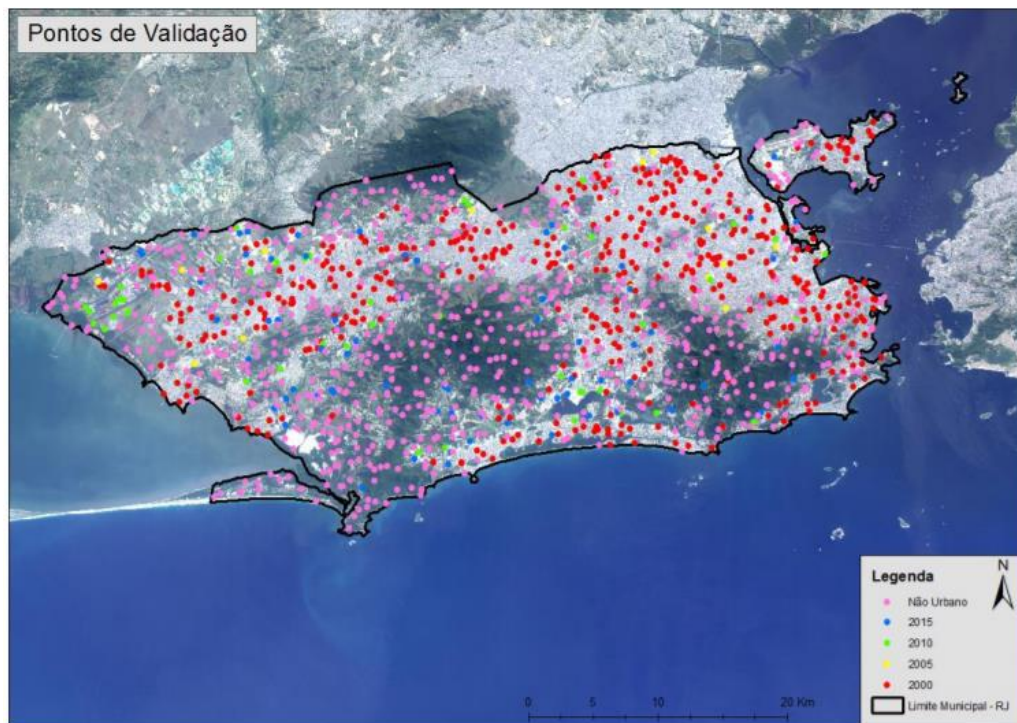 Pontos de Validação
N
Legenda
Não Urbano
2015
2010
2005
2000
Limite Municipal - RJ
0 5 10 20 Km